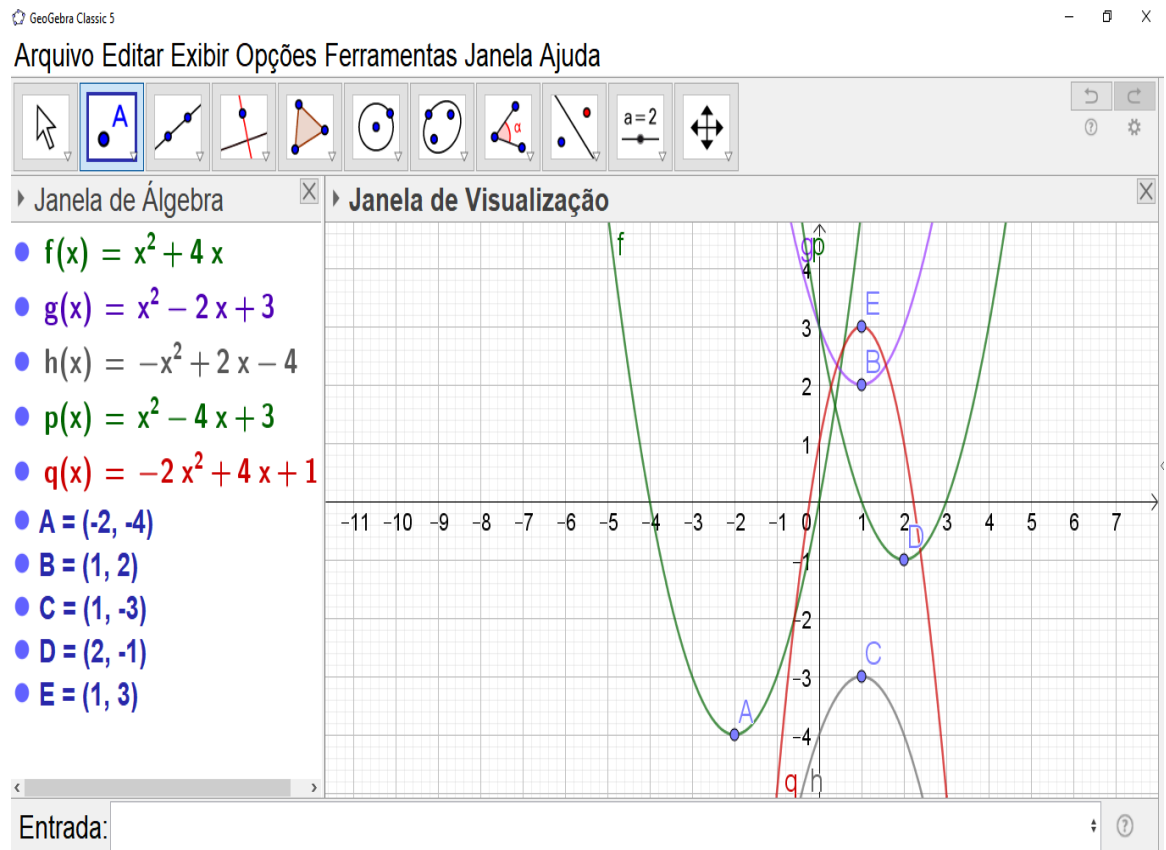 GeoGebra Classic 5
Arquivo Editar Exibir Opções Ferramentas Janela Ajuda
A
α
a = 2
Janela de Álgebra
Janela de Visualização
f(x) = x² + 4 x
g(x) = x² − 2 x + 3
h(x) = −x² + 2 x − 4
p(x) = x² − 4 x + 3
q(x) = −2 x² + 4 x + 1
A = (-2, -4)
B = (1, 2)
C = (1, -3)
D = (2, -1)
E = (1, 3)
f
g
p
4
E
3
B
2
1
−11 −10 −9 −8 −7 −6 −5 −4 −3 −2 −1 0 1 2 3 4 5 6 7
D
−1
−2
C
−3
A
−4
q
h
Entrada: